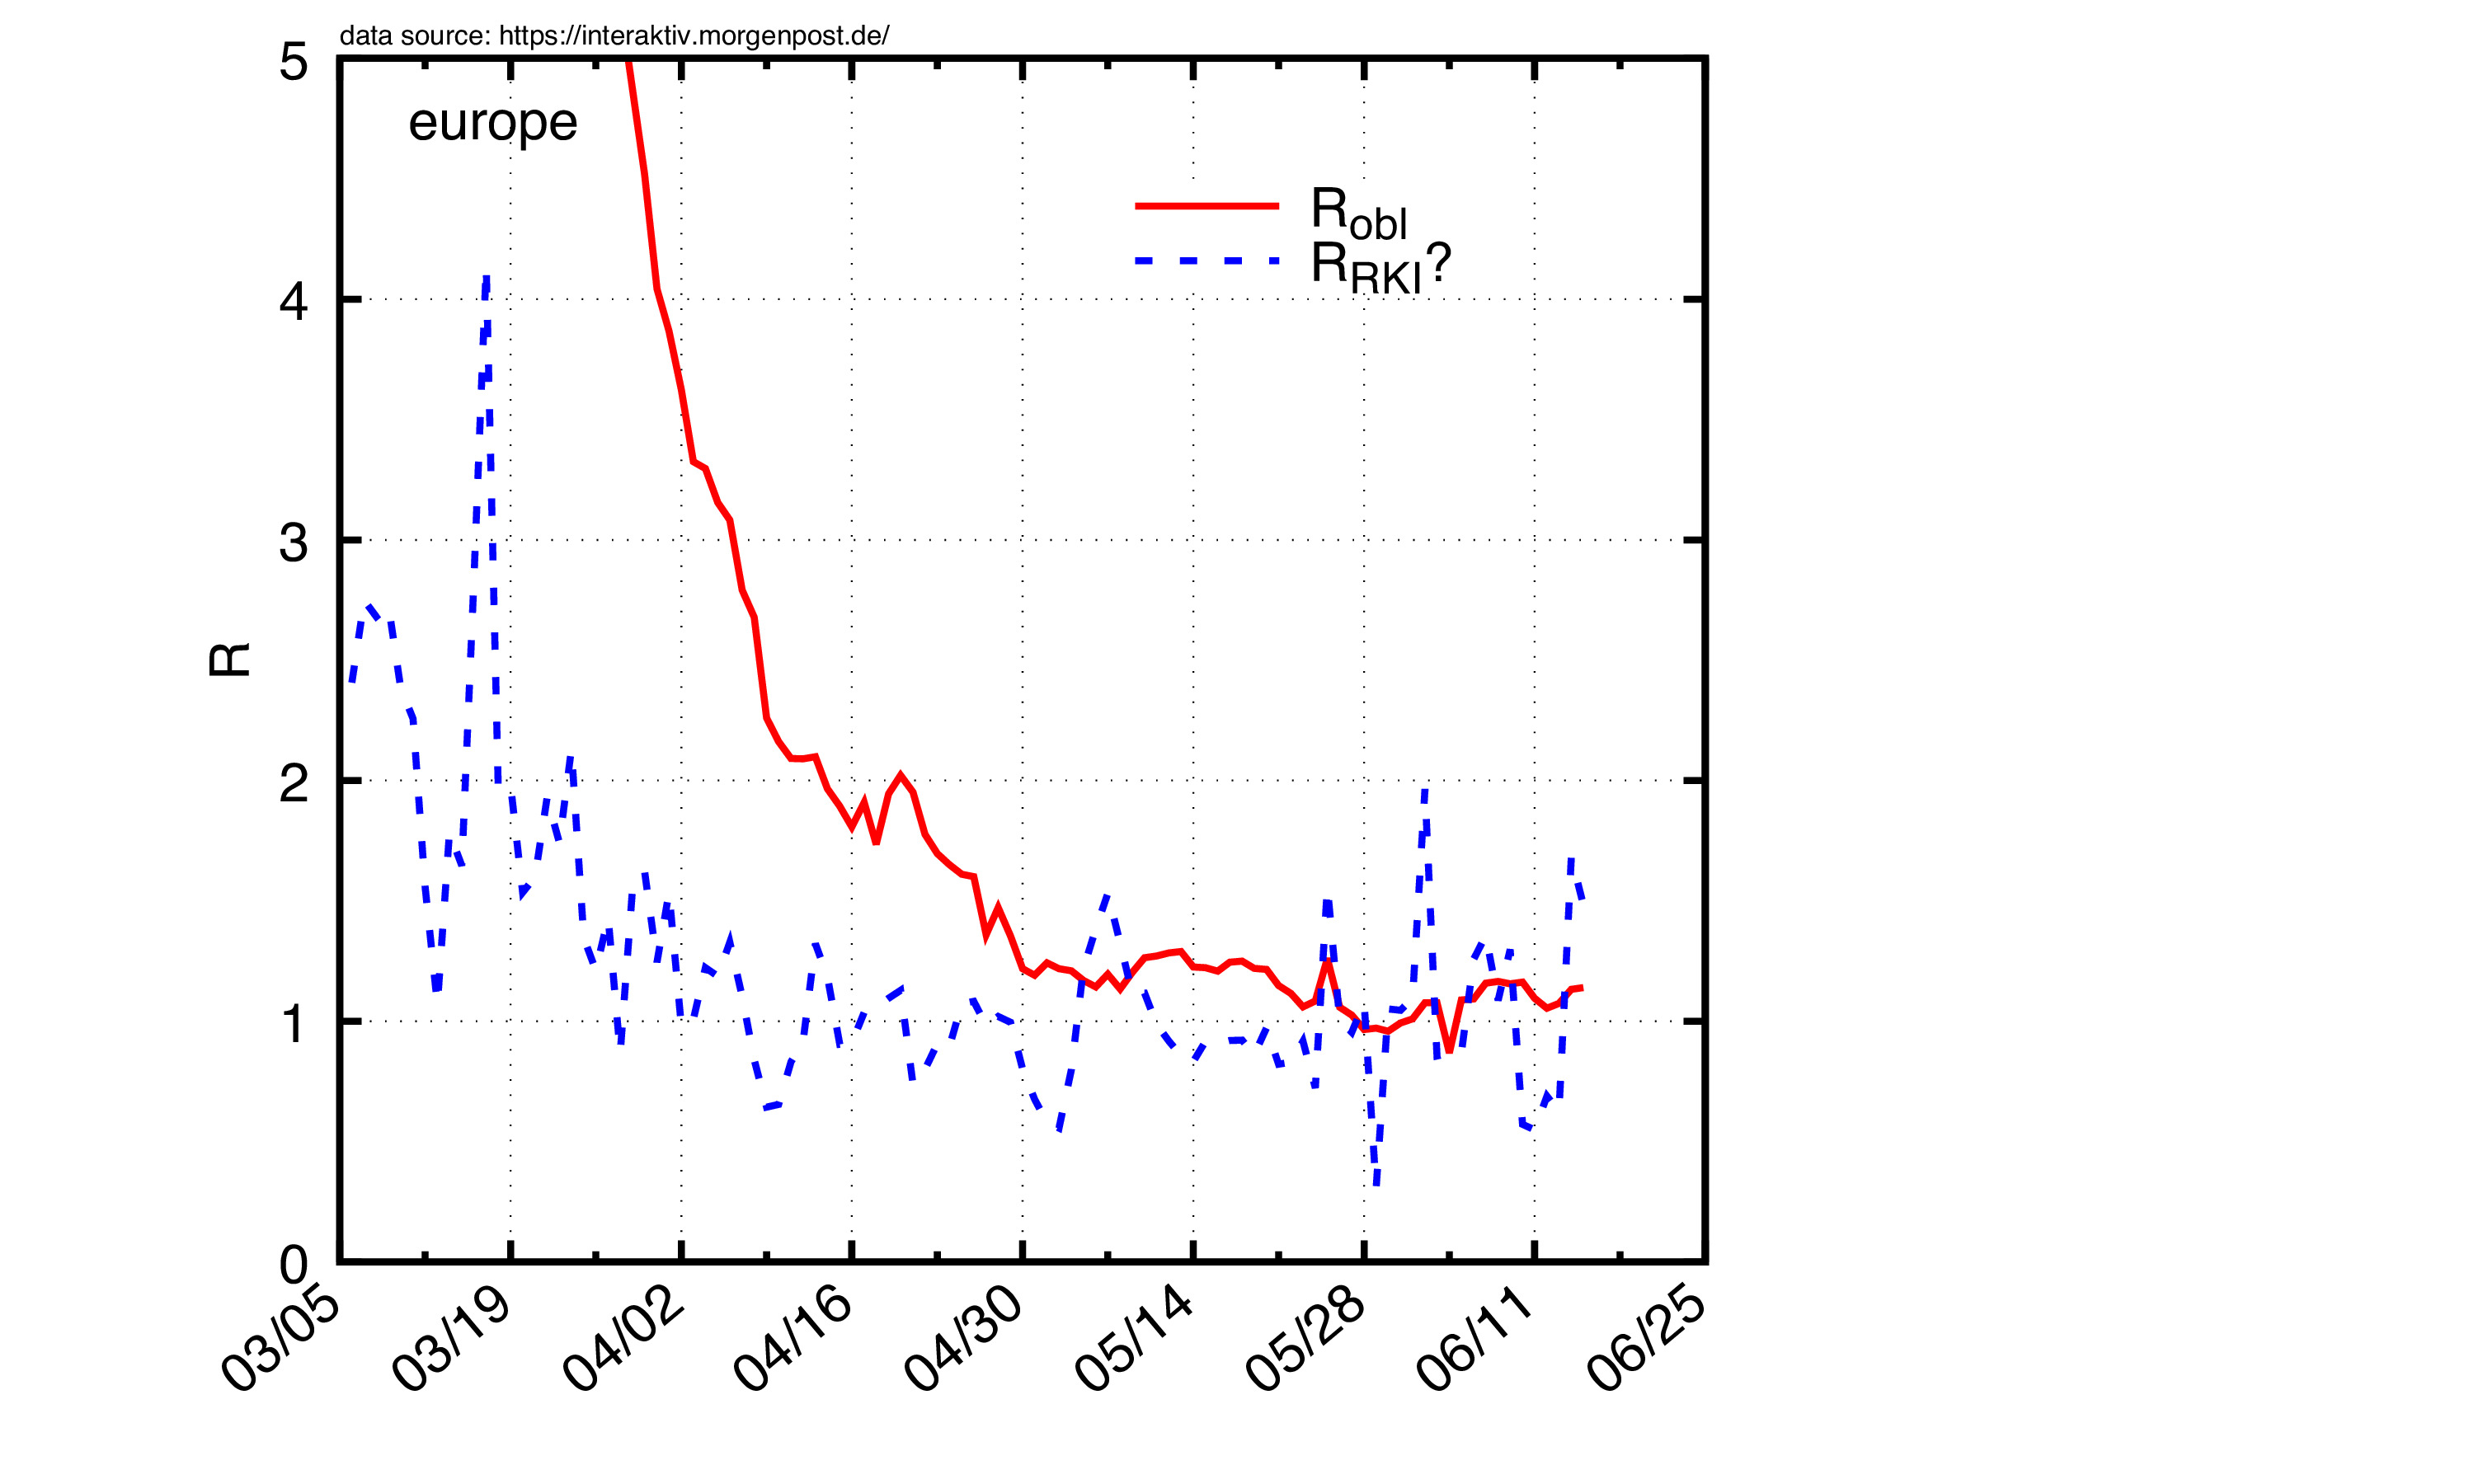 data source: https://interaktiv.morgenpost.de/
5
europe
R_obl
R_RKI?
4
3
R
2
1
0
03/05 03/19 04/02 04/16 04/30 05/14 05/28 06/11 06/25